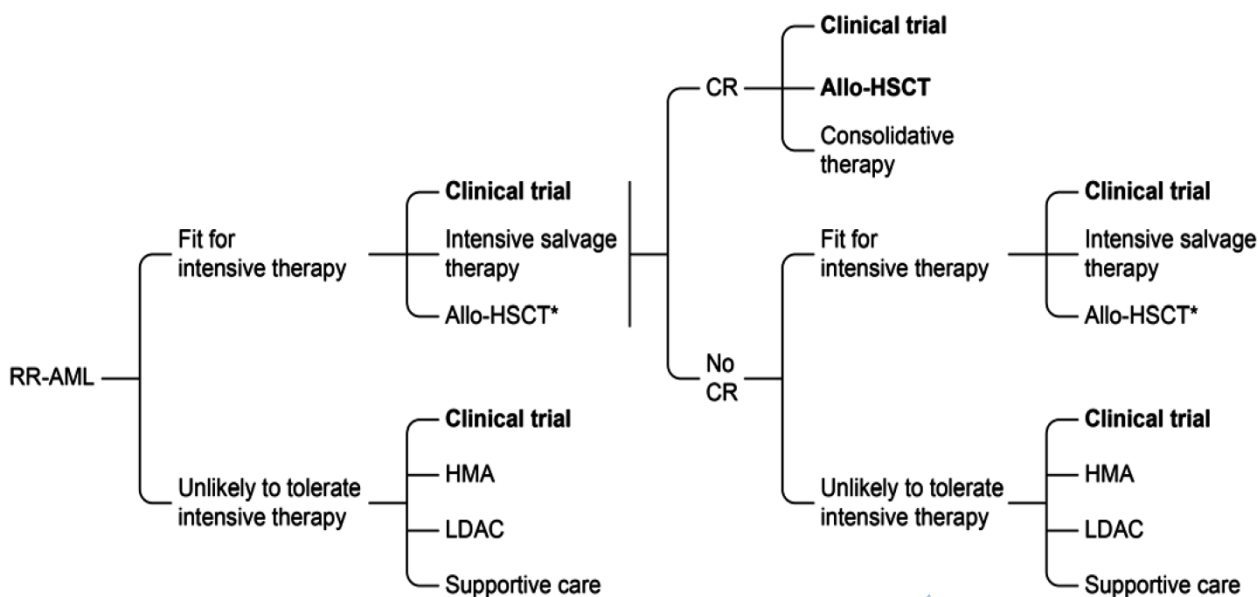 RR-AML
Fit for
intensive therapy
Clinical trial
Intensive salvage
therapy
Allo-HSCT*
Unlikely to tolerate
intensive therapy
Clinical trial
HMA
LDAC
Supportive care
CR
Clinical trial
Allo-HSCT
Consolidative
therapy
No
CR
Fit for
intensive therapy
Clinical trial
Intensive salvage
therapy
Allo-HSCT*
Unlikely to tolerate
intensive therapy
Clinical trial
HMA
LDAC
Supportive care